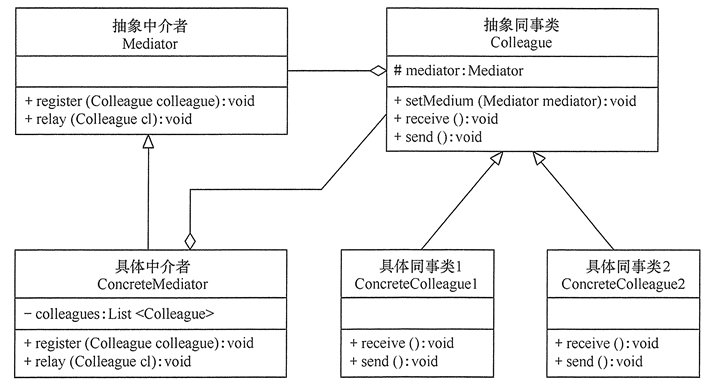 抽象中介者
Mediator
+ register (Colleague colleague): void
+ relay (Colleague cl): void
抽象同事类
Colleague
# mediator: Mediator
+ setMedium (Mediator mediator): void
+ receive (): void
+ send (): void
具体中介者
ConcreteMediator
− colleagues: List <Colleague>
+ register (Colleague colleague): void
+ relay (Colleague cl): void
具体同事类1
ConcreteColleague1
+ receive (): void
+ send (): void
具体同事类2
ConcreteColleague2
+ receive (): void
+ send (): void